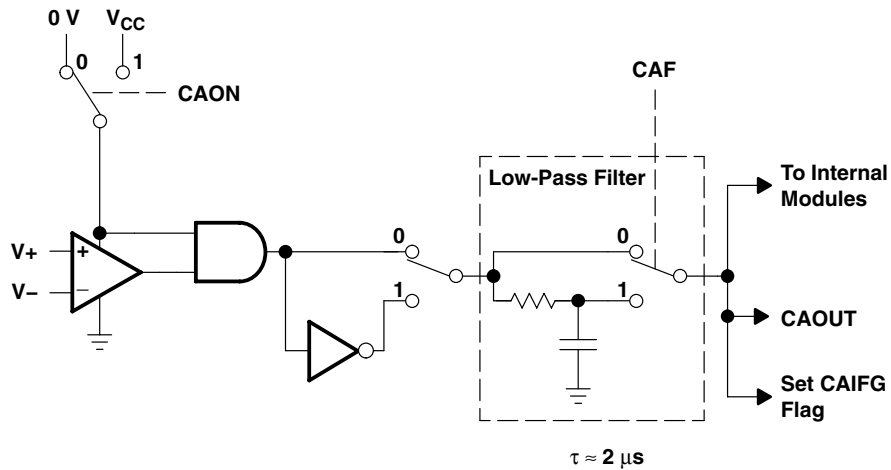 0 V
VCC
0
1
CAON
CAF
Low-Pass Filter
To Internal
Modules
V+
+
V−
−
0
1
0
1
CAOUT
Set CAIFG
Flag
τ ≈ 2 μs